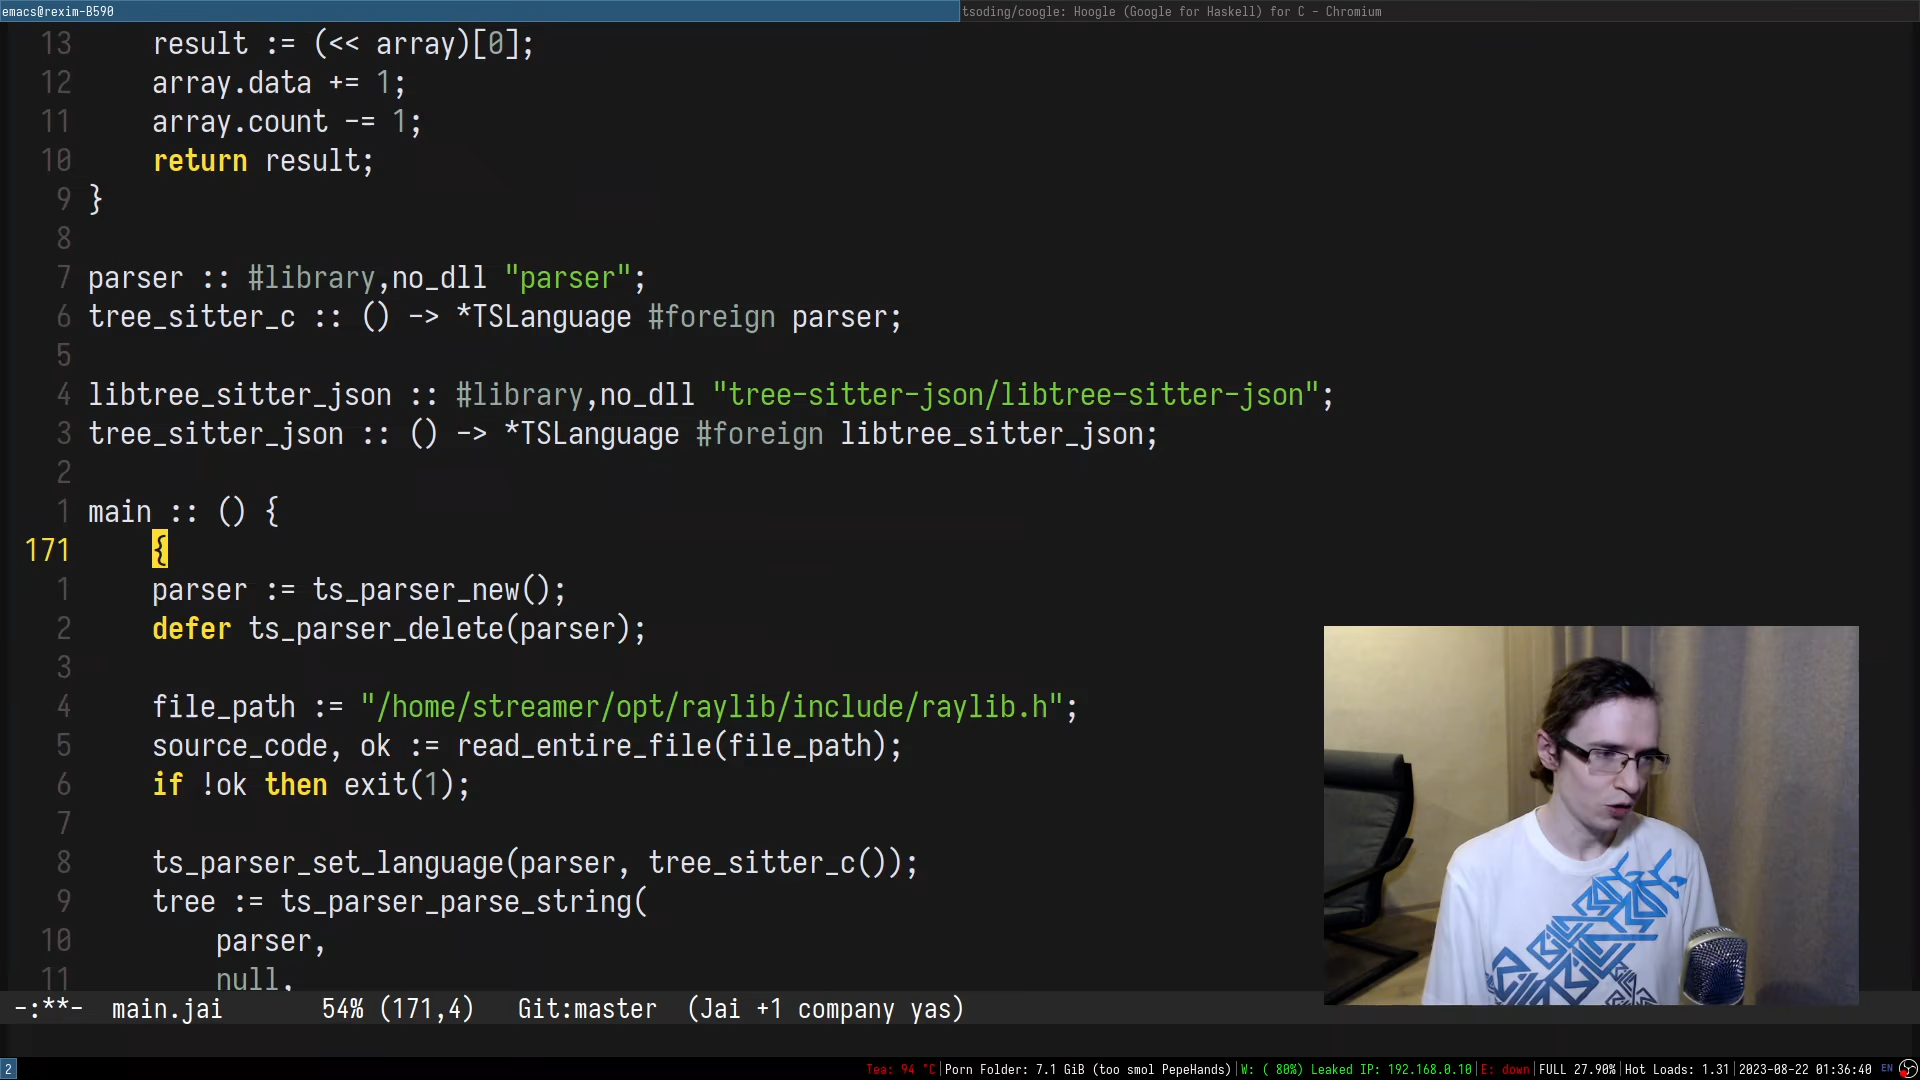 emacs@rexim-B590
tsoding/coogle: Hoogle (Google for Haskell) for C - Chromium
13 result := (<< array)[0];
12 array.data += 1;
11 array.count -= 1;
10 return result;
9 }
8
7 parser :: #library,no_dll "parser";
6 tree_sitter_c :: () -> *TSLanguage #foreign parser;
5
4 libtree_sitter_json :: #library,no_dll "tree-sitter-json/libtree-sitter-json";
3 tree_sitter_json :: () -> *TSLanguage #foreign libtree_sitter_json;
2
1 main :: () {
171 {
1 parser := ts_parser_new();
2 defer ts_parser_delete(parser);
3
4 file_path := "/home/streamer/opt/raylib/include/raylib.h";
5 source_code, ok := read_entire_file(file_path);
6 if !ok then exit(1);
7
8 ts_parser_set_language(parser, tree_sitter_c());
9 tree := ts_parser_parse_string(
10 parser,
11 null,
-:**- main.jai 54% (171,4) Git:master (Jai +1 company yas)
2 Tea: 94 °C|Porn Folder: 7.1 GiB (too smol PepeHands)|W: ( 80%) Leaked IP: 192.168.0.10|E: down|FULL 27.90%|Hot Loads: 1.31|2023-08-22 01:36:40 EN